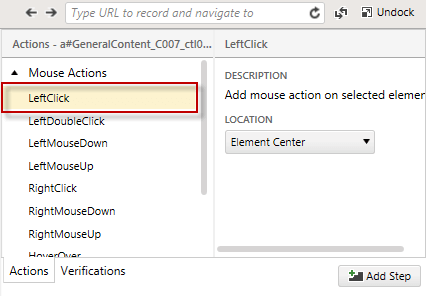 Type URL to record and navigate to
Undock
Actions - a#GeneralContent_C007_ctl0...
LeftClick
Mouse Actions
LeftClick
LeftDoubleClick
LeftMouseDown
LeftMouseUp
RightClick
RightMouseDown
RightMouseUp
HoverOver
DESCRIPTION
Add mouse action on selected elemen
LOCATION
Element Center
Actions
Verifications
Add Step